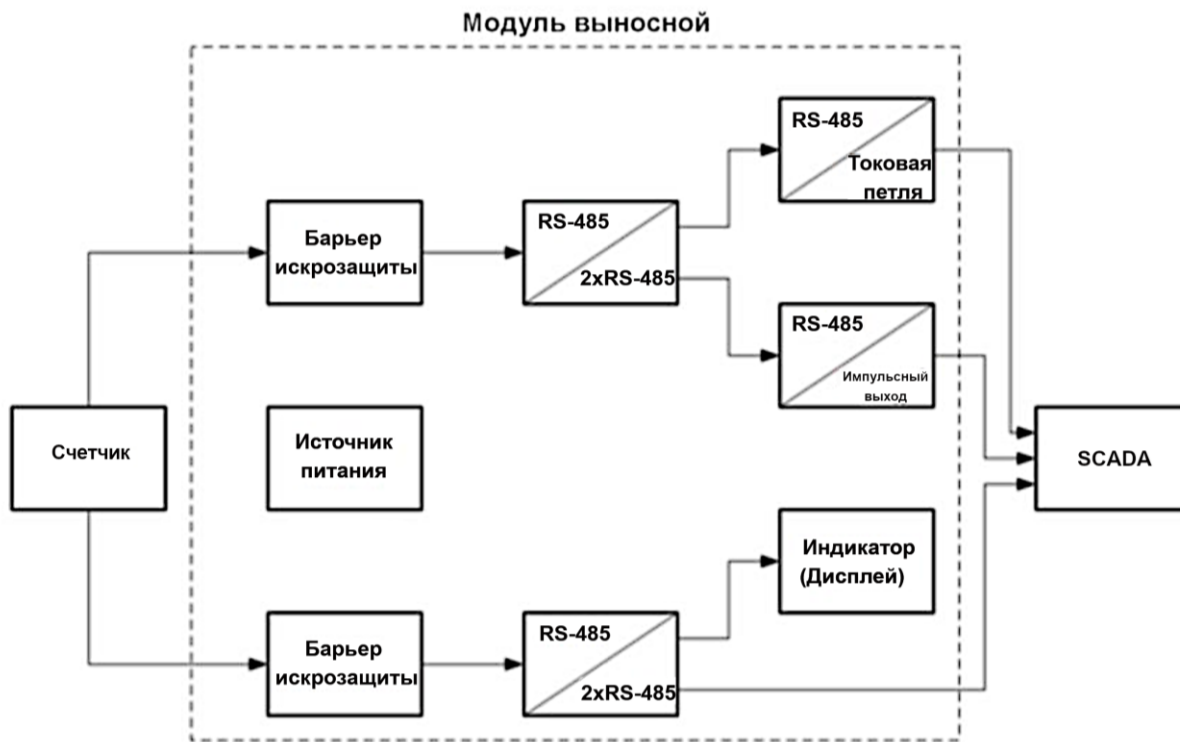 Модуль выносной
RS-485
Токовая
петля
Барьер
искрозащиты
RS-485
2xRS-485
RS-485
Импульсный
выход
Счетчик
Источник
питания
SCADA
Индикатор
(Дисплей)
Барьер
искрозащиты
RS-485
2xRS-485